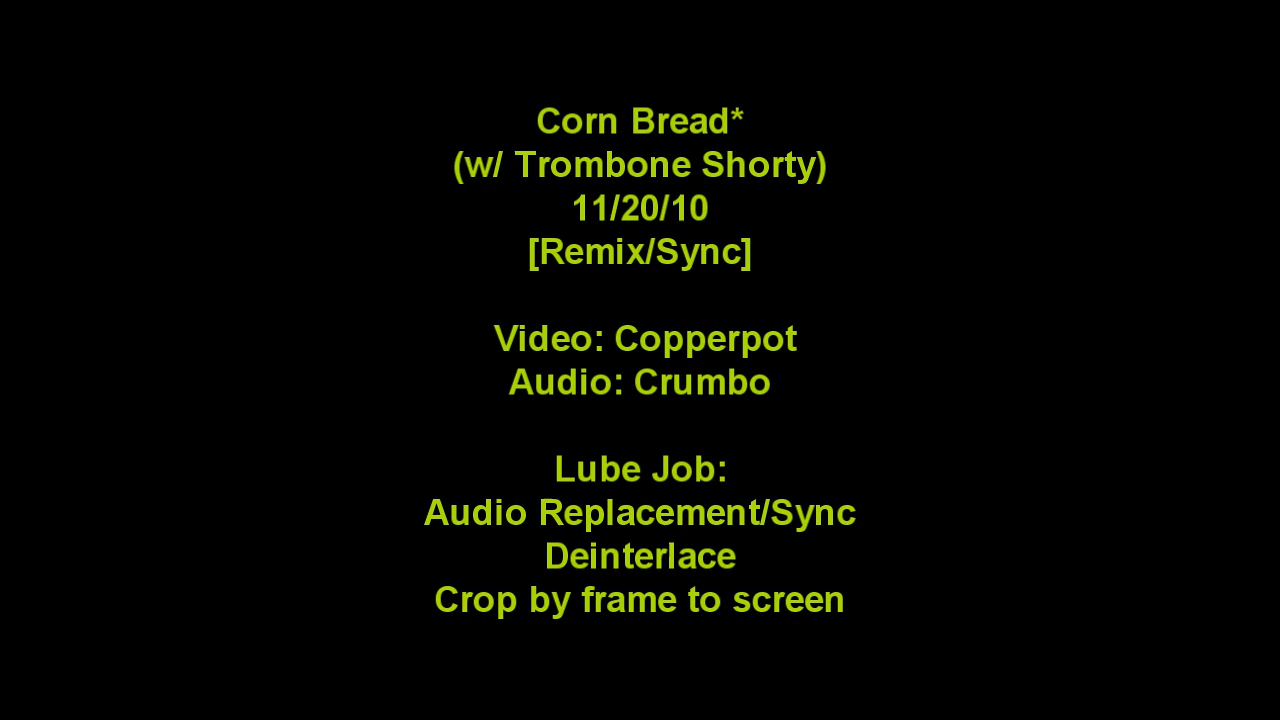 Corn Bread*
(w/ Trombone Shorty)
11/20/10
[Remix/Sync]
Video: Copperpot
Audio: Crumbo
Lube Job:
Audio Replacement/Sync
Deinterlace
Crop by frame to screen